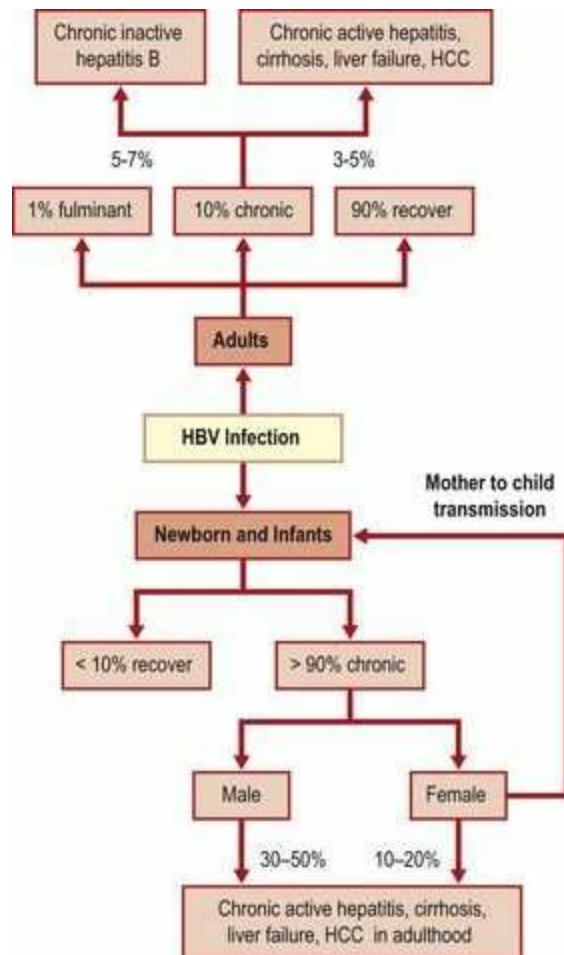 Chronic inactive
hepatitis B
Chronic active hepatitis,
cirrhosis, liver failure, HCC
5-7%
3-5%
1% fulminant
10% chronic
90% recover
Adults
HBV Infection
Mother to child
transmission
Newborn and Infants
< 10% recover
> 90% chronic
Male
Female
30–50%
10–20%
Chronic active hepatitis, cirrhosis,
liver failure, HCC in adulthood